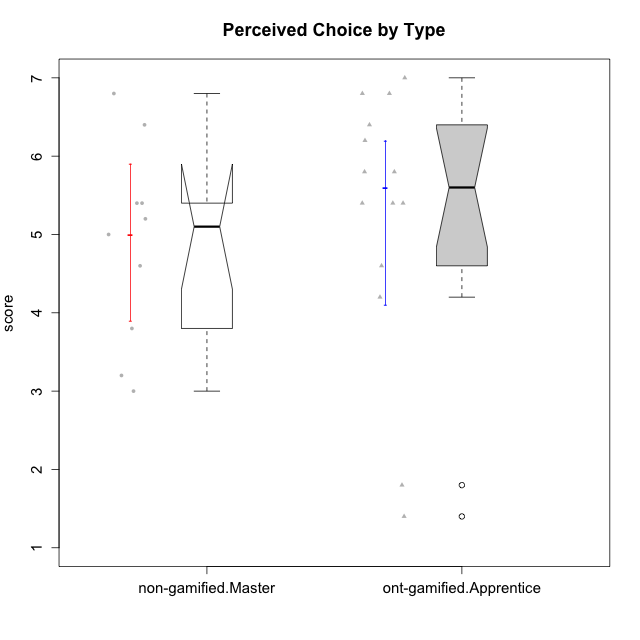 Perceived Choice by Type
score
7
6
5
4
3
2
1
non-gamified.Master
ont-gamified.Apprentice